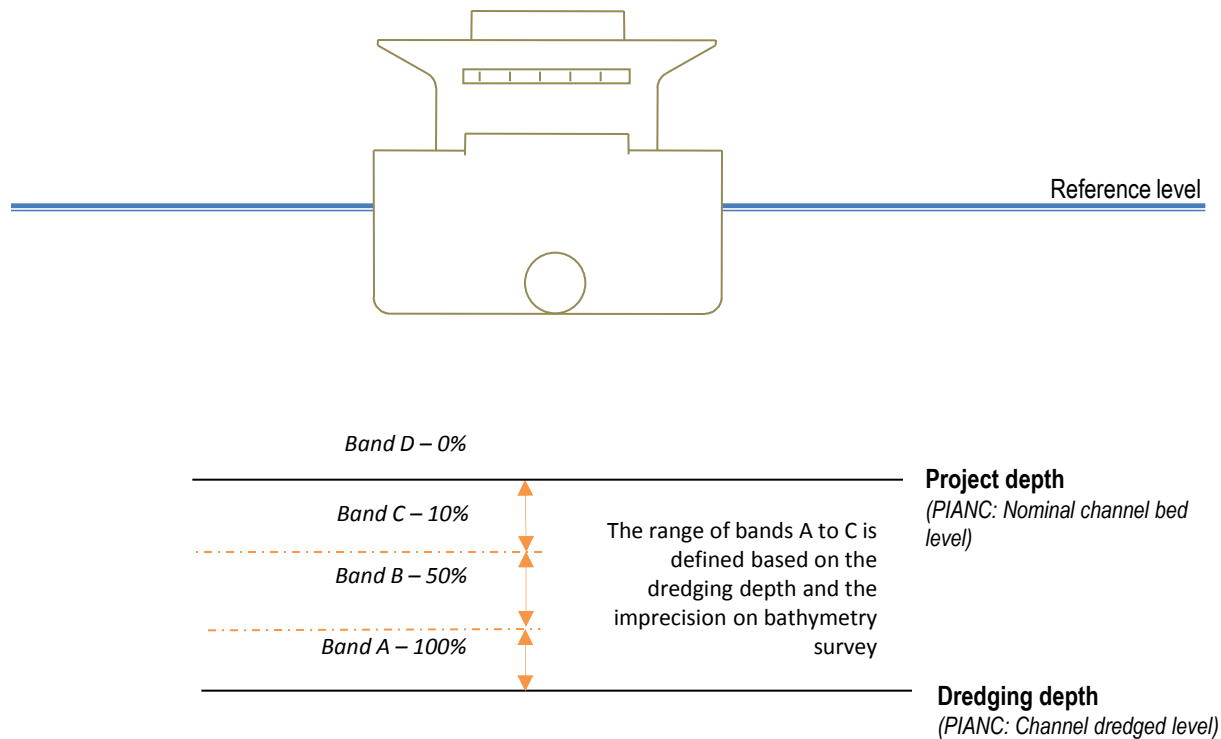 Reference level
Band D – 0%
Project depth
(PIANC: Nominal channel bed
level)
Band C – 10%
The range of bands A to C is
defined based on the
dredging depth and the
imprecision on bathymetry
survey
Band B – 50%
Band A – 100%
Dredging depth
(PIANC: Channel dredged level)